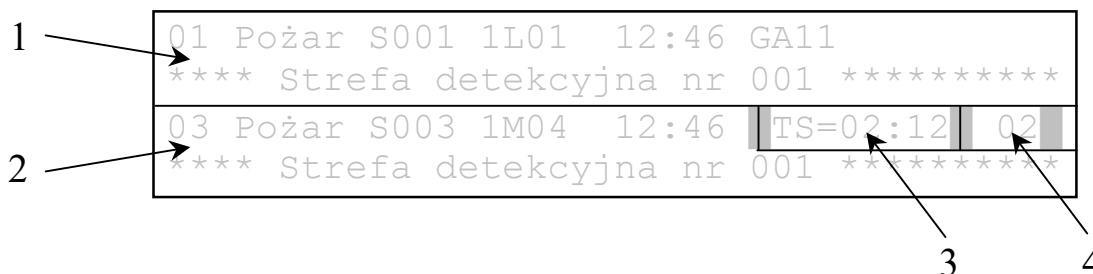 1
01 Pożar S001 1L01 12:46 GA11
**** Strefa detekcyjna nr 001 **********
2
03 Pożar S003 1M04 12:46 TS=02:12 02
**** Strefa detekcyjna nr 001 **********
3 4